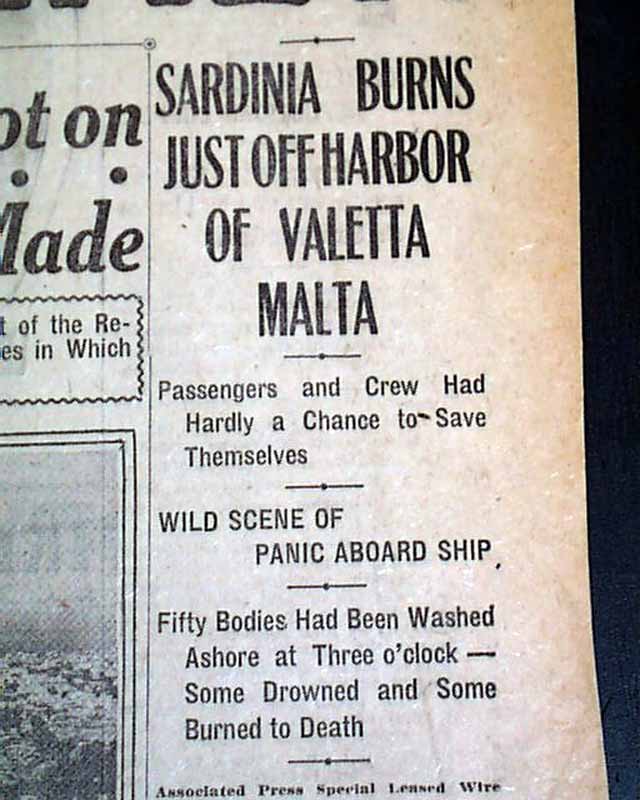 ot on
Made
t of the Re-
es in Which
SARDINIA BURNS
JUST OFF HARBOR
OF VALETTA
MALTA
Passengers and Crew Had
Hardly a Chance to Save
Themselves
WILD SCENE OF
PANIC ABOARD SHIP.
Fifty Bodies Had Been Washed
Ashore at Three o'clock —
Some Drowned and Some
Burned to Death
Associated Press Special Leased Wire